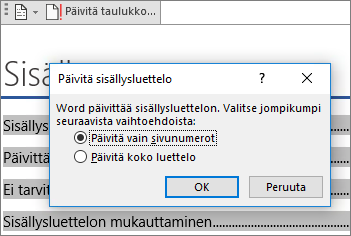 Päivitä taulukko...
Sisäl
Päivitä sisällysluettelo
?
Word päivittää sisällysluettelon. Valitse jompikumpi
seuraavista vaihtoehdoista:
Sisällys
Päivitä vain sivunumerot
Päivittä
Päivitä koko luettelo
Ei tarvit
OK
Peruuta
Sisällysluettelon mukauttaminen